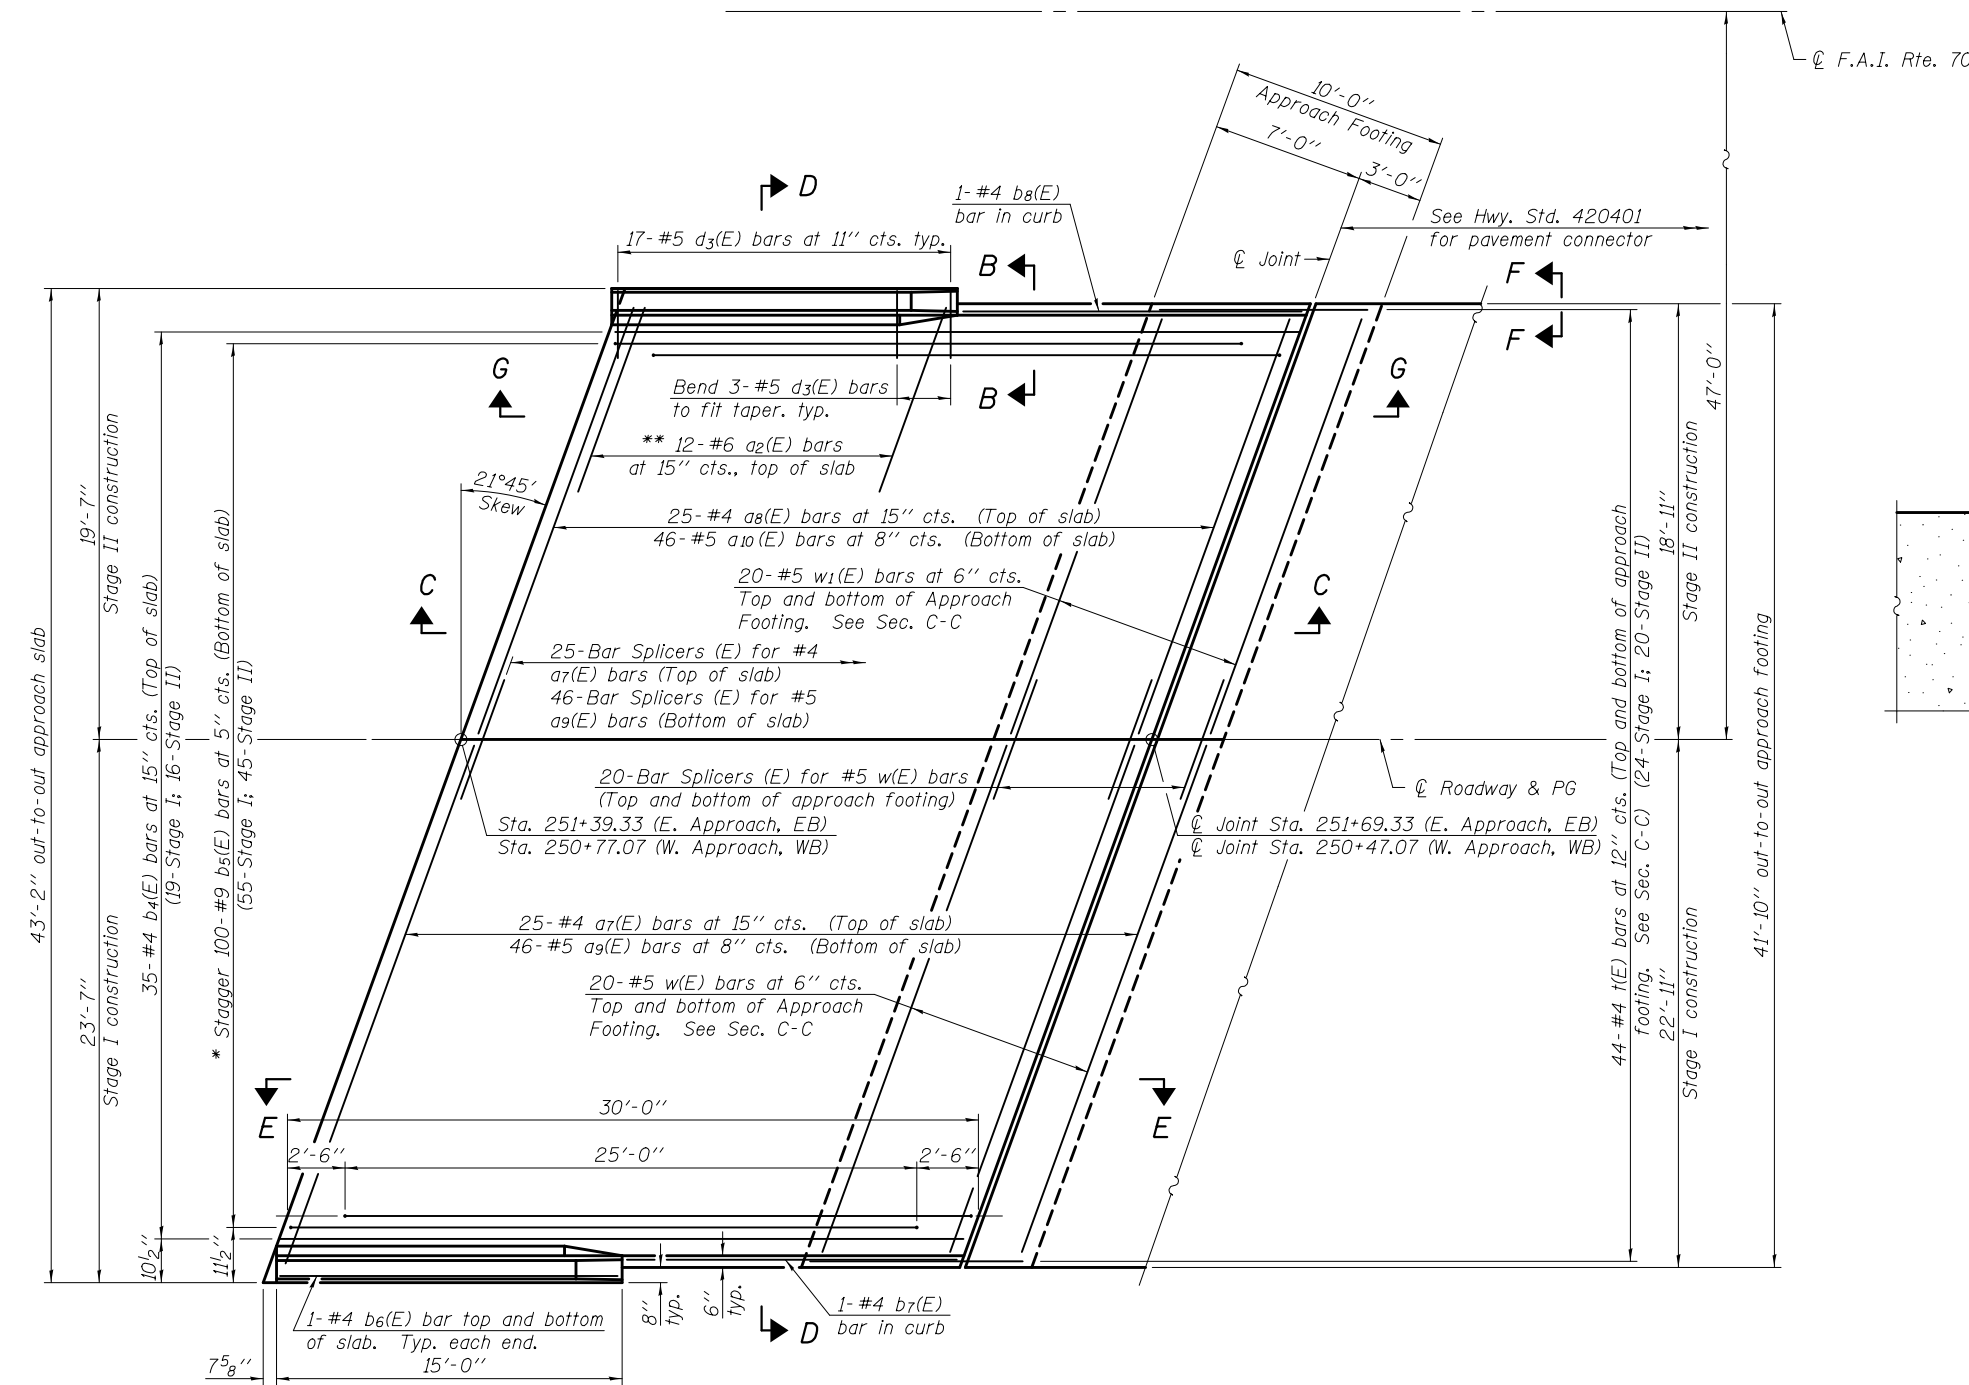 ℄ F.A.I. Rte. 70
10'-0''
Approach Footing
7'-0''
3'-0''
D
1-#4 b8(E)
bar in curb
See Hwy. Std. 420401
for pavement connector
17-#5 d3(E) bars at 11'' cts. typ.
B
℄ Joint
F
F
G
G
Bend 3-#5 d3(E) bars
to fit taper. typ.
B
** 12-#6 a2(E) bars
at 15'' cts., top of slab
21°45'
Skew
25-#4 a8(E) bars at 15'' cts. (Top of slab)
46-#5 a10(E) bars at 8'' cts. (Bottom of slab)
20-#5 w1(E) bars at 6'' cts.
Top and bottom of Approach
Footing. See Sec. C-C
C
C
25-Bar Splicers (E) for #4
a7(E) bars (Top of slab)
46-Bar Splicers (E) for #5
a9(E) bars (Bottom of slab)
20-Bar Splicers (E) for #5 w(E) bars
(Top and bottom of approach footing)
℄ Roadway & PG
Sta. 251+39.33 (E. Approach, EB)
Sta. 250+77.07 (W. Approach, WB)
℄ Joint Sta. 251+69.33 (E. Approach, EB)
℄ Joint Sta. 250+47.07 (W. Approach, WB)
25-#4 a7(E) bars at 15'' cts. (Top of slab)
46-#5 a9(E) bars at 8'' cts. (Bottom of slab)
20-#5 w(E) bars at 6'' cts.
Top and bottom of Approach
Footing. See Sec. C-C
E
E
30'-0''
2'-6''
25'-0''
2'-6''
1-#4 b6(E) bar top and bottom
of slab. Typ. each end.
7 5/8''
15'-0''
8''
typ.
6''
typ.
D
1-#4 b7(E)
bar in curb
43'-2'' out-to-out approach slab
19'-7''
Stage II construction
23'-7''
Stage I construction
35-#4 b4(E) bars at 15'' cts. (Top of slab)
(19-Stage I; 16-Stage II)
10 1/2''
* Stagger 100-#9 b5(E) bars at 5'' cts. (Bottom of slab)
(55-Stage I; 45-Stage II)
11 1/2''
44-#4 t(E) bars at 12'' cts. (Top and bottom of approach
footing. See Sec. C-C) (24-Stage I; 20-Stage II)
18'-11''
Stage II construction
22'-11''
Stage I construction
47'-0''
41'-10'' out-to-out approach footing